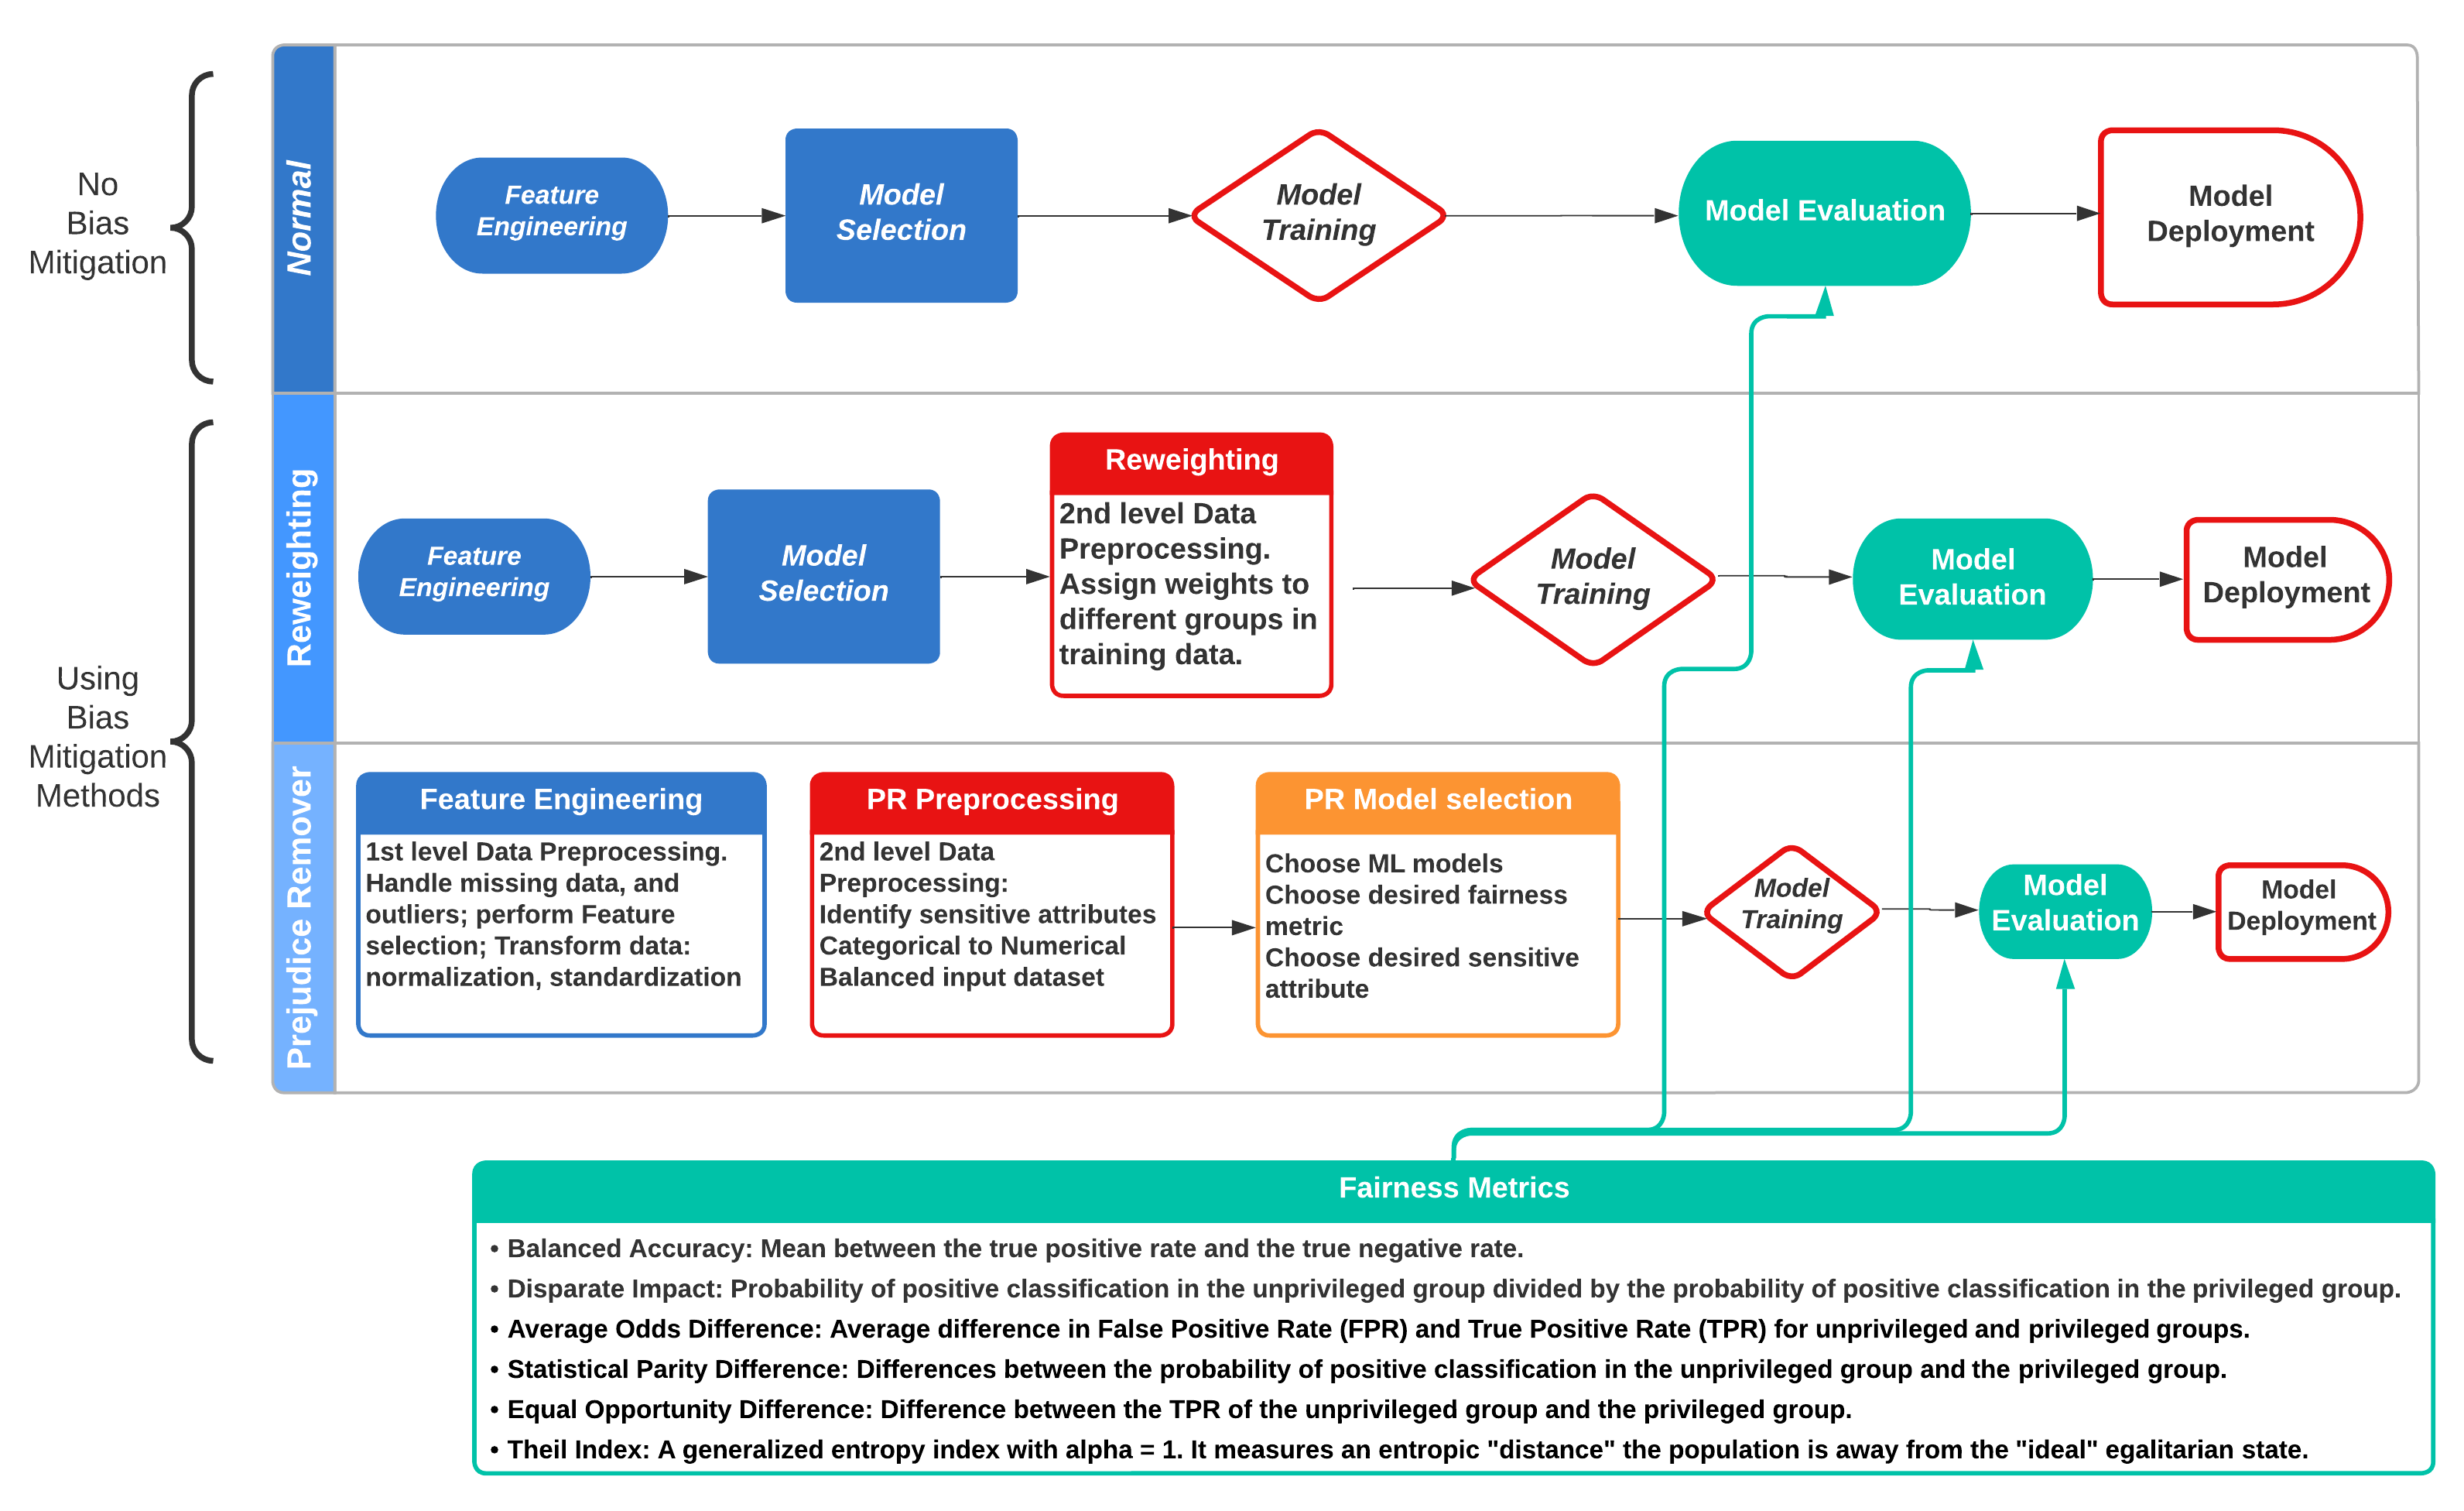 No
Bias
Mitigation
Normal
Feature
Engineering
Model
Selection
Model
Training
Model Evaluation
Model
Deployment
Using
Bias
Mitigation
Methods
Reweighting
Feature
Engineering
Model
Selection
Reweighting
2nd level Data
Preprocessing.
Assign weights to
different groups in
training data.
Model
Training
Model
Evaluation
Model
Deployment
Prejudice Remover
Feature Engineering
1st level Data Preprocessing.
Handle missing data, and
outliers; perform Feature
selection; Transform data:
normalization, standardization
PR Preprocessing
2nd level Data
Preprocessing:
Identify sensitive attributes
Categorical to Numerical
Balanced input dataset
PR Model selection
Choose ML models
Choose desired fairness
metric
Choose desired sensitive
attribute
Model
Training
Model
Evaluation
Model
Deployment
Fairness Metrics
• Balanced Accuracy: Mean between the true positive rate and the true negative rate.
• Disparate Impact: Probability of positive classification in the unprivileged group divided by the probability of positive classification in the privileged group.
• Average Odds Difference: Average difference in False Positive Rate (FPR) and True Positive Rate (TPR) for unprivileged and privileged groups.
• Statistical Parity Difference: Differences between the probability of positive classification in the unprivileged group and the privileged group.
• Equal Opportunity Difference: Difference between the TPR of the unprivileged group and the privileged group.
• Theil Index: A generalized entropy index with alpha = 1. It measures an entropic "distance" the population is away from the "ideal" egalitarian state.